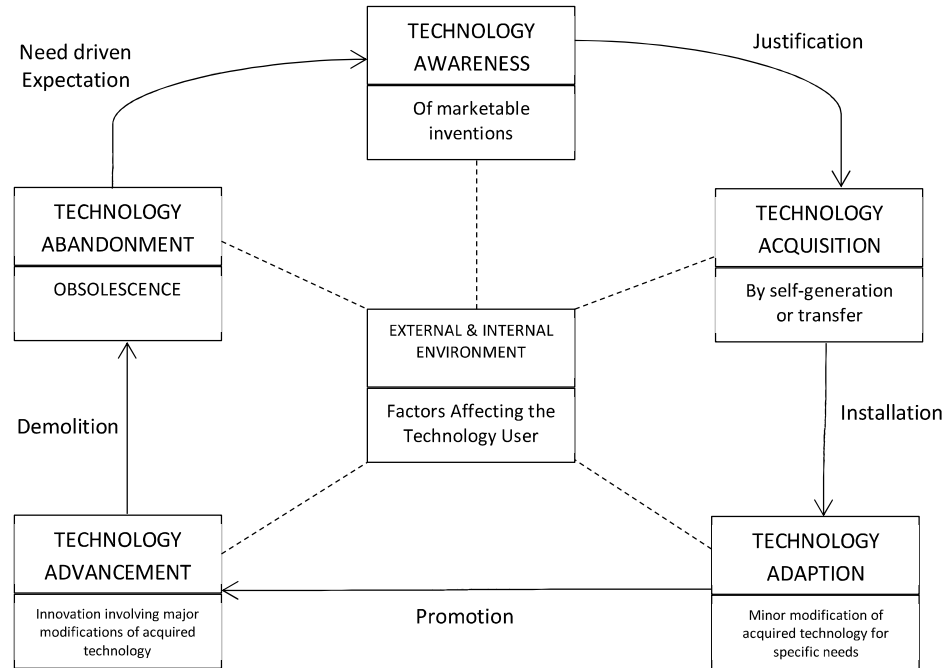 Need driven
Expectation
TECHNOLOGY
AWARENESS
Of marketable
inventions
Justification
TECHNOLOGY
ABANDONMENT
OBSOLESCENCE
TECHNOLOGY
ACQUISITION
By self-generation
or transfer
EXTERNAL & INTERNAL
ENVIRONMENT
Factors Affecting the
Technology User
Demolition
Installation
TECHNOLOGY
ADVANCEMENT
Innovation involving major
modifications of acquired
technology
Promotion
TECHNOLOGY
ADAPTION
Minor modification of
acquired technology for
specific needs